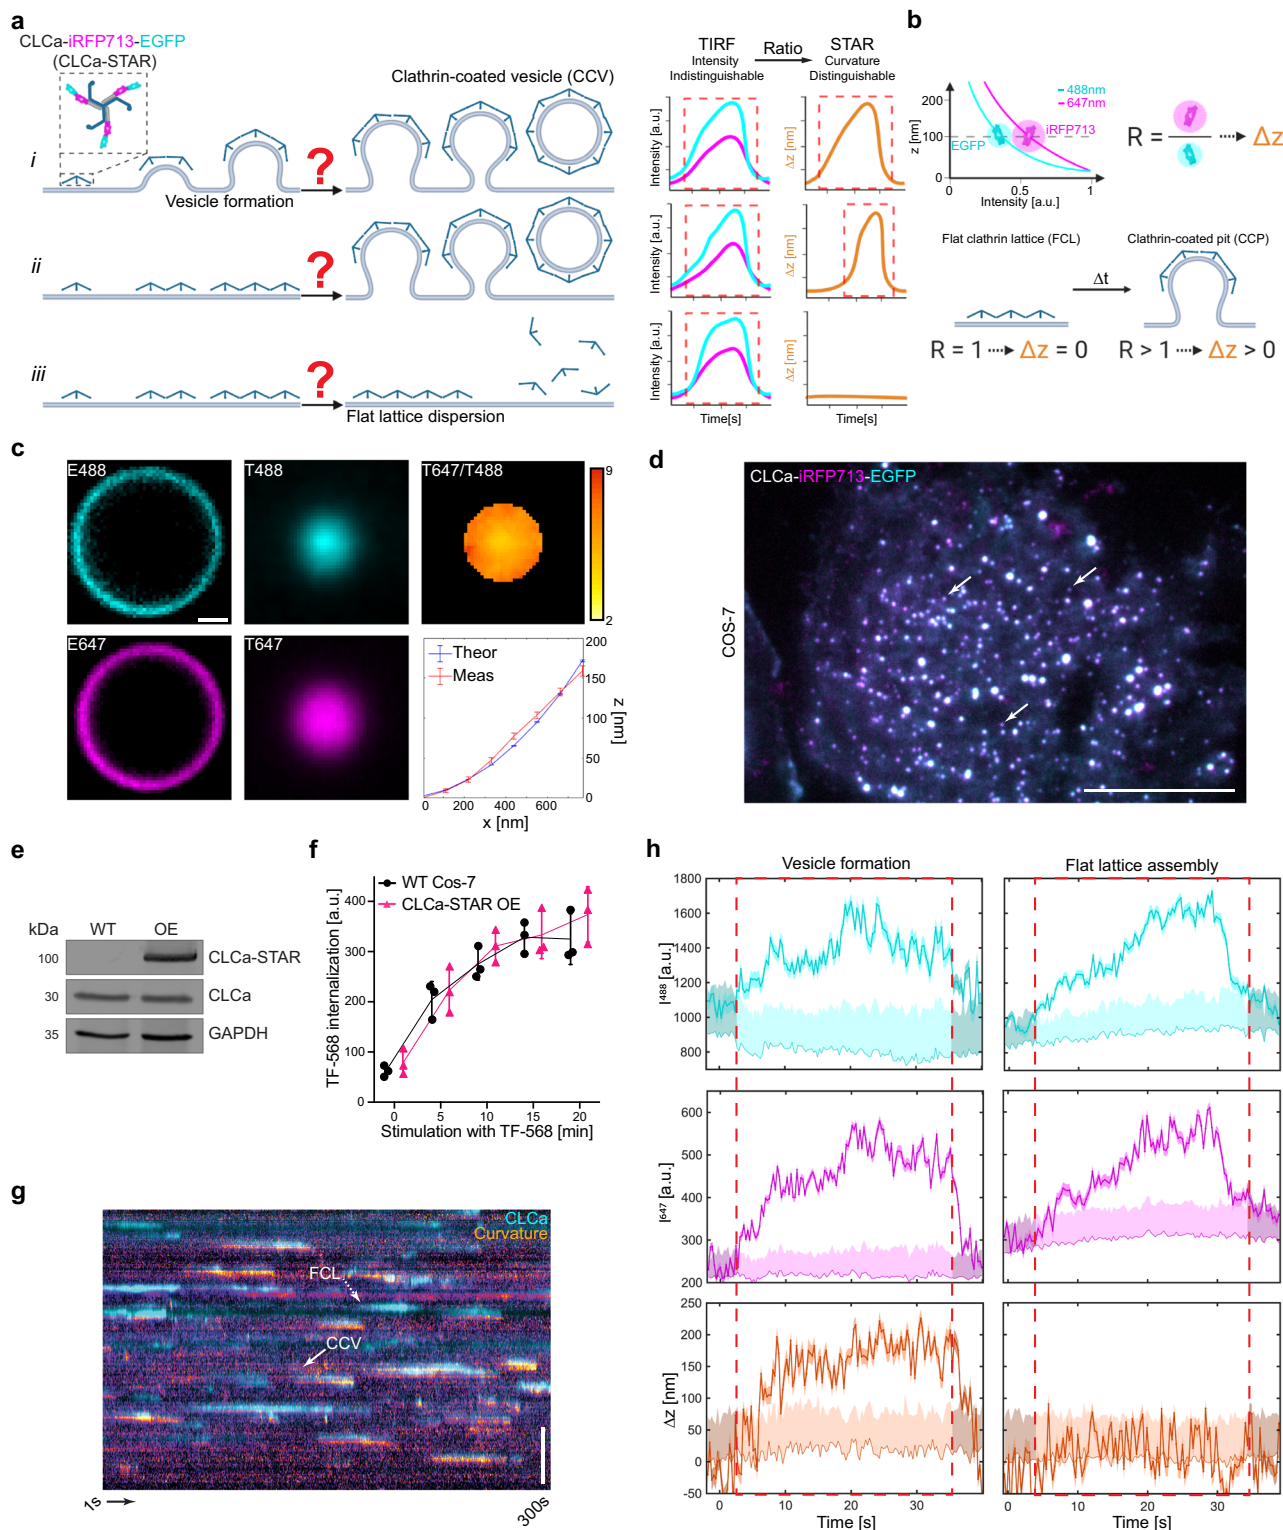 a
CLCa-iRFP713-EGFP
(CLCa-STAR)
Clathrin-coated vesicle (CCV)
i
?
Vesicle formation
ii
?
iii
?
Flat lattice dispersion
TIRF
Intensity
Indistinguishable
Ratio
STAR
Curvature
Distinguishable
Intensity [a.u.]
Δz [nm]
Intensity [a.u.]
Δz [nm]
Intensity [a.u.]
Δz [nm]
Time[s]
Time[s]
b
z [nm]
200
100
0
0
0.5
1
Intensity [a.u.]
488nm
647nm
EGFP
iRFP713
R =
Δz
Flat clathrin lattice (FCL)
Clathrin-coated pit (CCP)
Δt
R = 1 Δz = 0
R > 1 Δz > 0
c
E488
T488
T647/T488
9
2
E647
T647
Theor
Meas
200
150
100
50
0
z [nm]
0 200 400 600
x [nm]
d
CLCa-iRFP713-EGFP
COS-7
e
kDa WT OE
100 CLCa-STAR
30 CLCa
35 GAPDH
f
WT Cos-7
CLCa-STAR OE
TF-568 internalization [a.u.]
400
300
200
100
0
0 5 10 15 20
Stimulation with TF-568 [min]
g
CLCa
Curvature
FCL
CCV
1s
300s
h
Vesicle formation
Flat lattice assembly
I488 [a.u.]
1800
1600
1400
1200
1000
800
I647 [a.u.]
600
500
400
300
200
Δz [nm]
250
200
150
100
50
0
-50
0 10 20 30
Time [s]
0 10 20 30
Time [s]